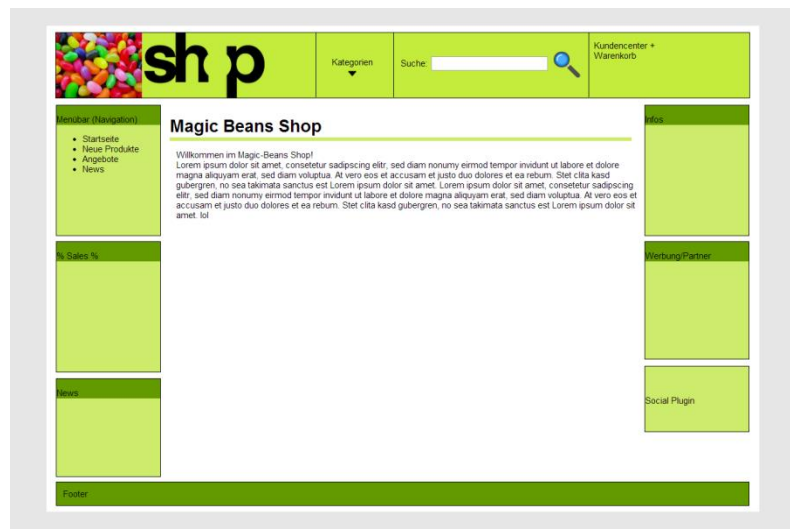 shop
Kategorien
Suche:
Kundencenter +
Warenkorb
Menübar (Navigation)
Startseite
Neue Produkte
Angebote
News
% Sales %
News
Magic Beans Shop
Willkommen im Magic-Beans Shop!
Lorem ipsum dolor sit amet, consetetur sadipscing elitr, sed diam nonumy eirmod tempor invidunt ut labore et dolore
magna aliquyam erat, sed diam voluptua. At vero eos et accusam et justo duo dolores et ea rebum. Stet clita kasd
gubergren, no sea takimata sanctus est Lorem ipsum dolor sit amet. Lorem ipsum dolor sit amet, consetetur sadipscing
elitr, sed diam nonumy eirmod tempor invidunt ut labore et dolore magna aliquyam erat, sed diam voluptua. At vero eos et
accusam et justo duo dolores et ea rebum. Stet clita kasd gubergren, no sea takimata sanctus est Lorem ipsum dolor sit
amet. lol
Infos
Werbung/Partner
Social Plugin
Footer